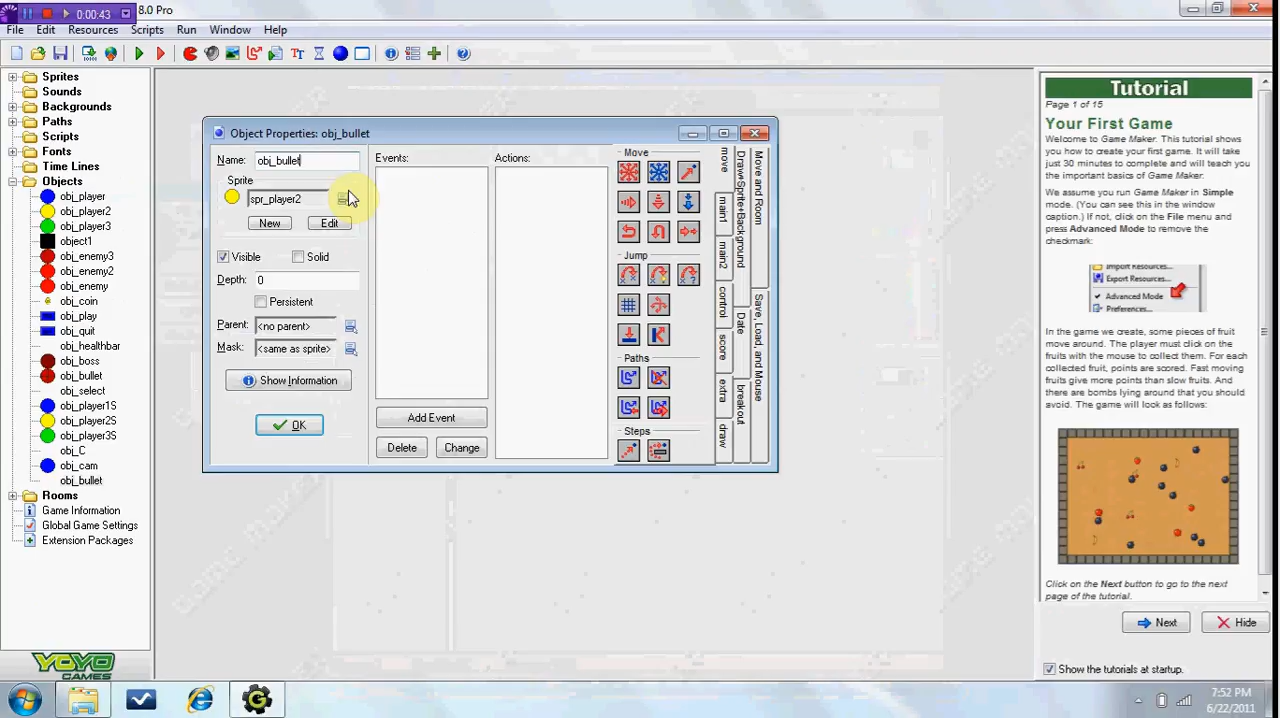 0:00:43
8.0 Pro
File Edit Resources Scripts Run Window Help
Sprites
Sounds
Backgrounds
Paths
Scripts
Fonts
Time Lines
Objects
obj_player
obj_player2
obj_player3
object1
obj_enemy3
obj_enemy2
obj_enemy
obj_coin
obj_play
obj_quit
obj_healthbar
obj_boss
obj_bullet
obj_select
obj_player1S
obj_player2S
obj_player3S
obj_C
obj_cam
obj_bullet
Rooms
Game Information
Global Game Settings
Extension Packages
YOYO
GAMES
Object Properties: obj_bullet
Name: obj_bullet
Sprite
spr_player2
New Edit
Visible Solid
Depth: 0
Persistent
Parent: <no parent>
Mask: <same as sprite>
Show Information
OK
Events:
Add Event
Delete Change
Actions:
Move
Jump
Paths
Steps
move
main1
main2
control
score
extra
draw
Draw+Sprite+Background
Date
breakout
Move and Room
Save, Load, and Mouse
Tutorial
Page 1 of 15
Your First Game
Welcome to Game Maker. This tutorial shows
you how to create your first game. It will take
just 30 minutes to complete and will teach you
the important basics of Game Maker.
We assume you run Game Maker in Simple
mode. (You can see this in the window
caption.) If not, click on the File menu and
press Advanced Mode to remove the
checkmark:
Import Resources...
Export Resources...
Advanced Mode
Preferences...
In the game we create, some pieces of fruit
move around. The player must click on the
fruits with the mouse to collect them. For each
collected fruit, points are scored. Fast moving
fruits give more points than slow fruits. And
there are bombs lying around that you should
avoid. The game will look as follows:
Click on the Next button to go to the next
page of the tutorial.
Next Hide
Show the tutorials at startup.
7:52 PM
6/22/2011